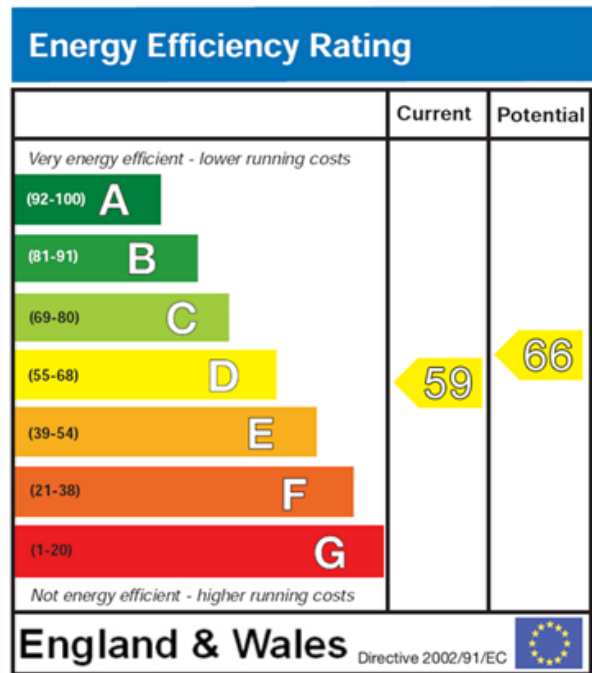 Energy Efficiency Rating
Current Potential
Very energy efficient - lower running costs
(92-100) A
(81-91) B
(69-80) C
(55-68) D
59
66
(39-54) E
(21-38) F
(1-20) G
Not energy efficient - higher running costs
England & Wales Directive 2002/91/EC